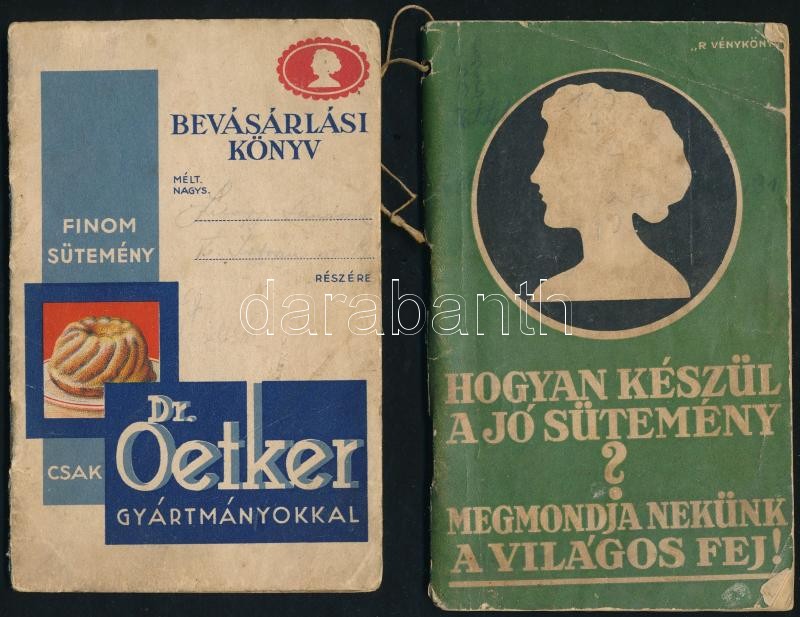 BEVÁSÁRLÁSI
KÖNYV
MÉLT.
NAGYS.
RÉSZÉRE
FINOM
SÜTEMÉNY
CSAK
Dr.
Oetker
GYÁRTMÁNYOKKAL
„R VÉNYKÖNY
HOGYAN KÉSZÜL
A JÓ SÜTEMÉNY
?
MEGMONDJA NEKÜNK
A VILÁGOS FEJ!
darabanth